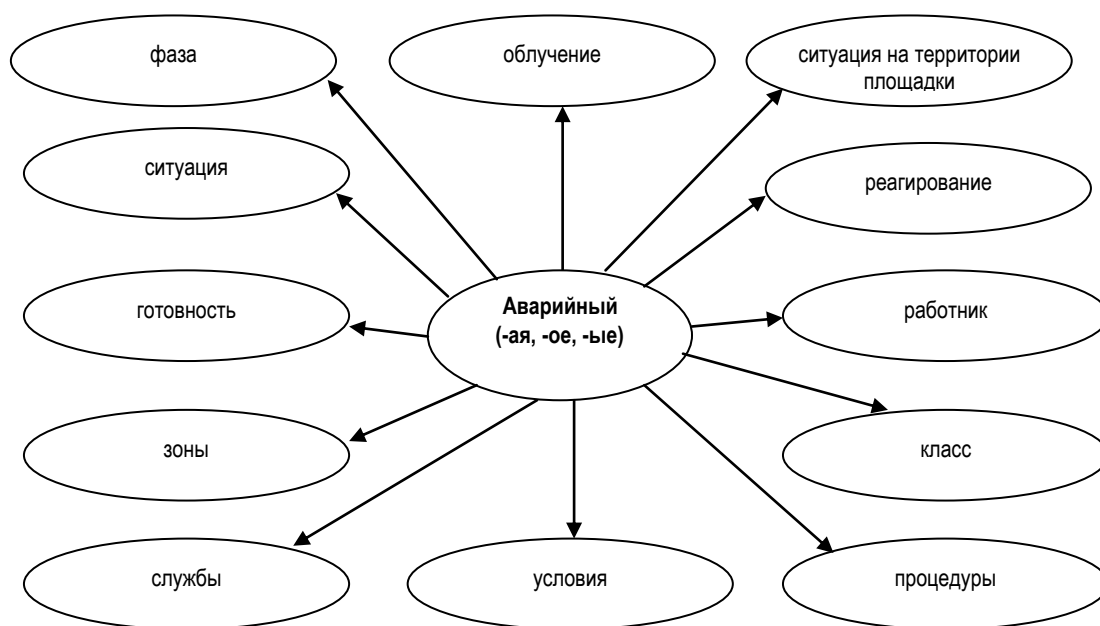 фаза
облучение
ситуация на территории
площадки
ситуация
реагирование
готовность
Аварийный
(-ая, -ое, -ые)
работник
зоны
класс
службы
условия
процедуры